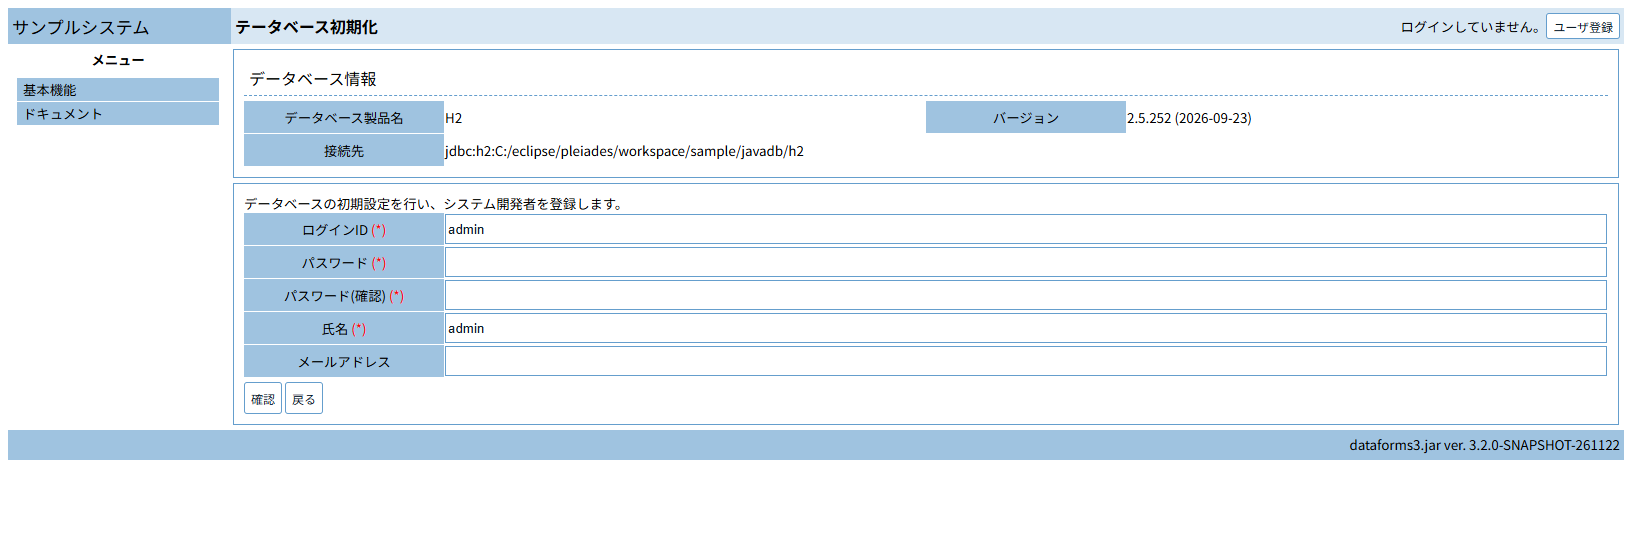 サンプルシステム
テータベース初期化
ログインしていません。 ユーザ登録
メニュー
基本機能
ドキュメント
データベース情報
データベース製品名 H2 バージョン 2.5.252 (2026-09-23)
接続先 jdbc:h2:C:/eclipse/pleiades/workspace/sample/javadb/h2
データベースの初期設定を行い、システム開発者を登録します。
ログインID (*) admin
パスワード (*)
パスワード(確認) (*)
氏名 (*) admin
メールアドレス
確認 戻る
dataforms3.jar ver. 3.2.0-SNAPSHOT-261122